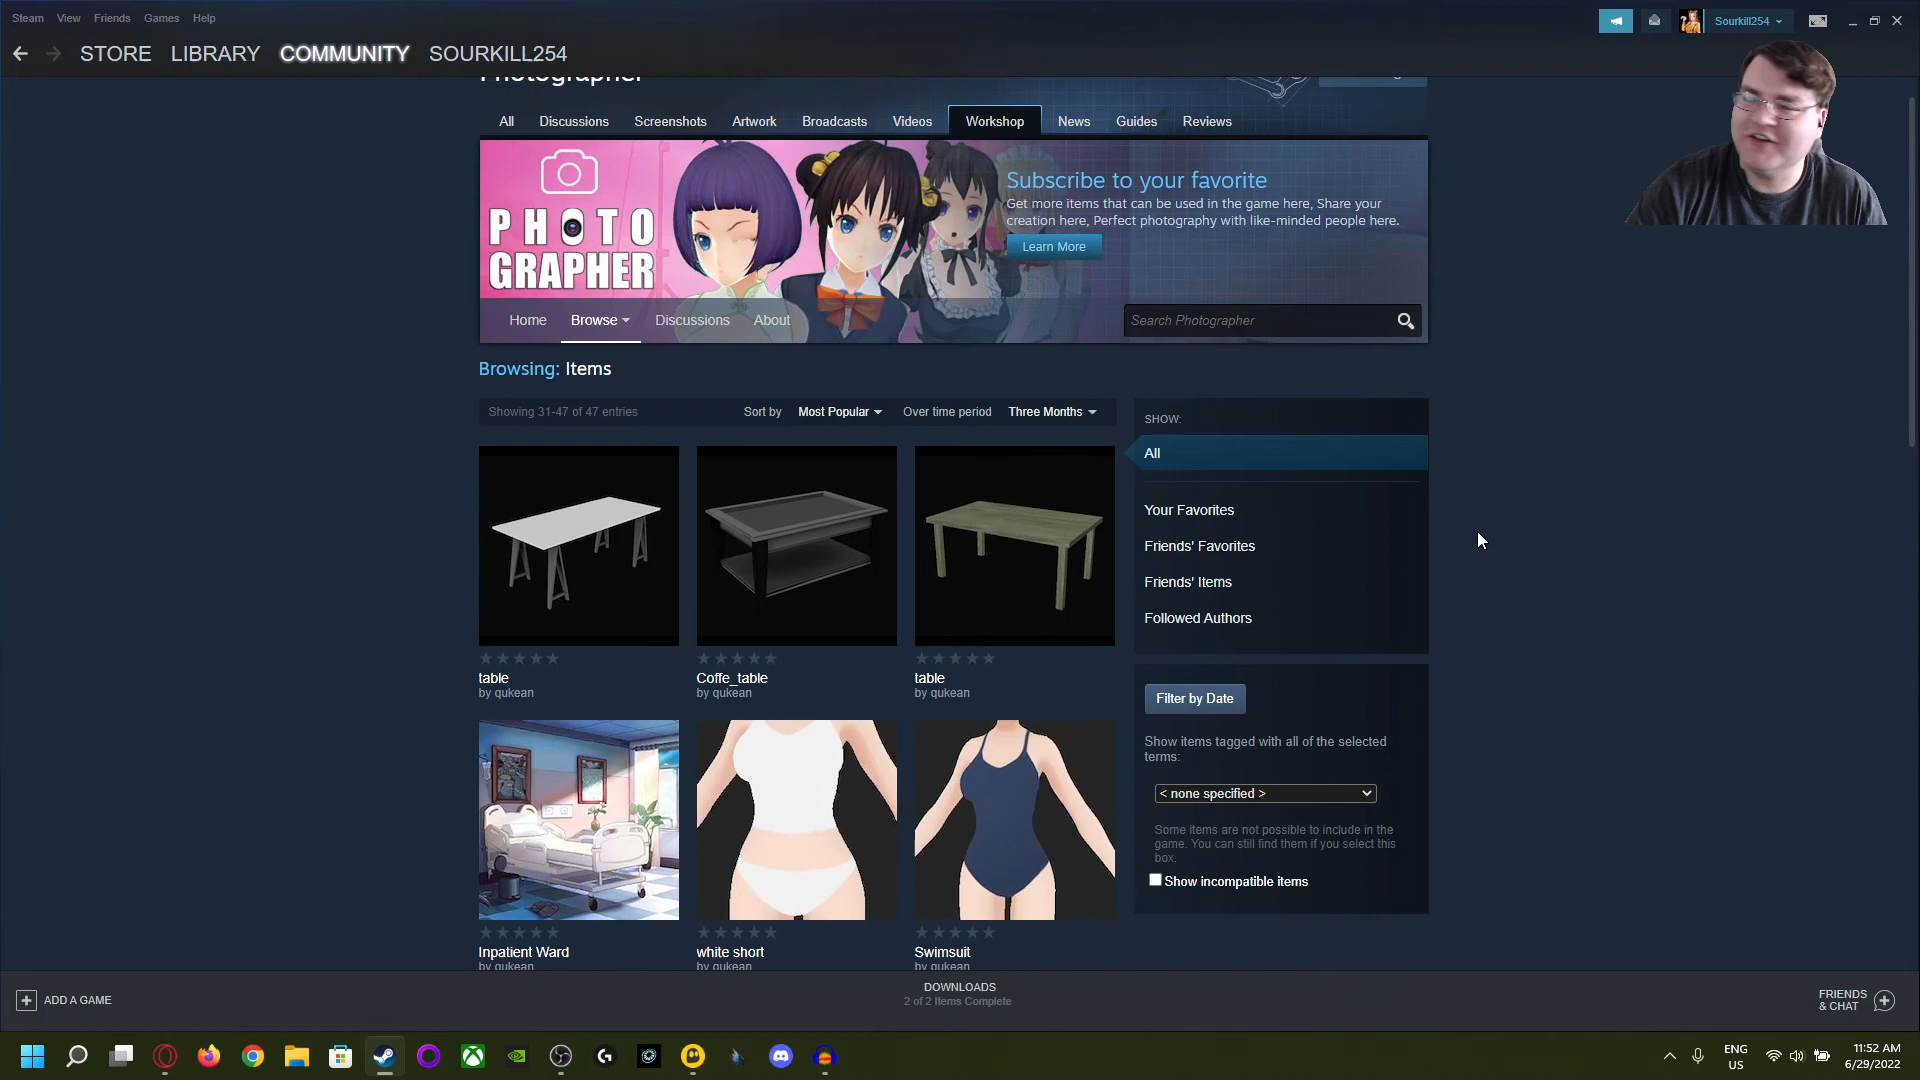 Steam View Friends Games Help
Sourkill254
STORE LIBRARY COMMUNITY SOURKILL254
Photographer
All Discussions Screenshots Artwork Broadcasts Videos Workshop News Guides Reviews
PHOTO
GRAPHER
Subscribe to your favorite
Get more items that can be used in the game here, Share your
creation here, Perfect photography with like-minded people here.
Learn More
Home Browse Discussions About
Search Photographer
Browsing: Items
Showing 31-47 of 47 entries
Sort by Most Popular Over time period Three Months
SHOW:
All
Your Favorites
Friends' Favorites
Friends' Items
Followed Authors
table
by qukean
Coffe_table
by qukean
table
by qukean
Filter by Date
Show items tagged with all of the selected
terms:
< none specified >
Some items are not possible to include in the
game. You can still find them if you select this
box.
Show incompatible items
Inpatient Ward
by qukean
white short
by qukean
Swimsuit
by qukean
ADD A GAME
DOWNLOADS
2 of 2 Items Complete
FRIENDS
& CHAT
ENG
US
11:52 AM
6/29/2022